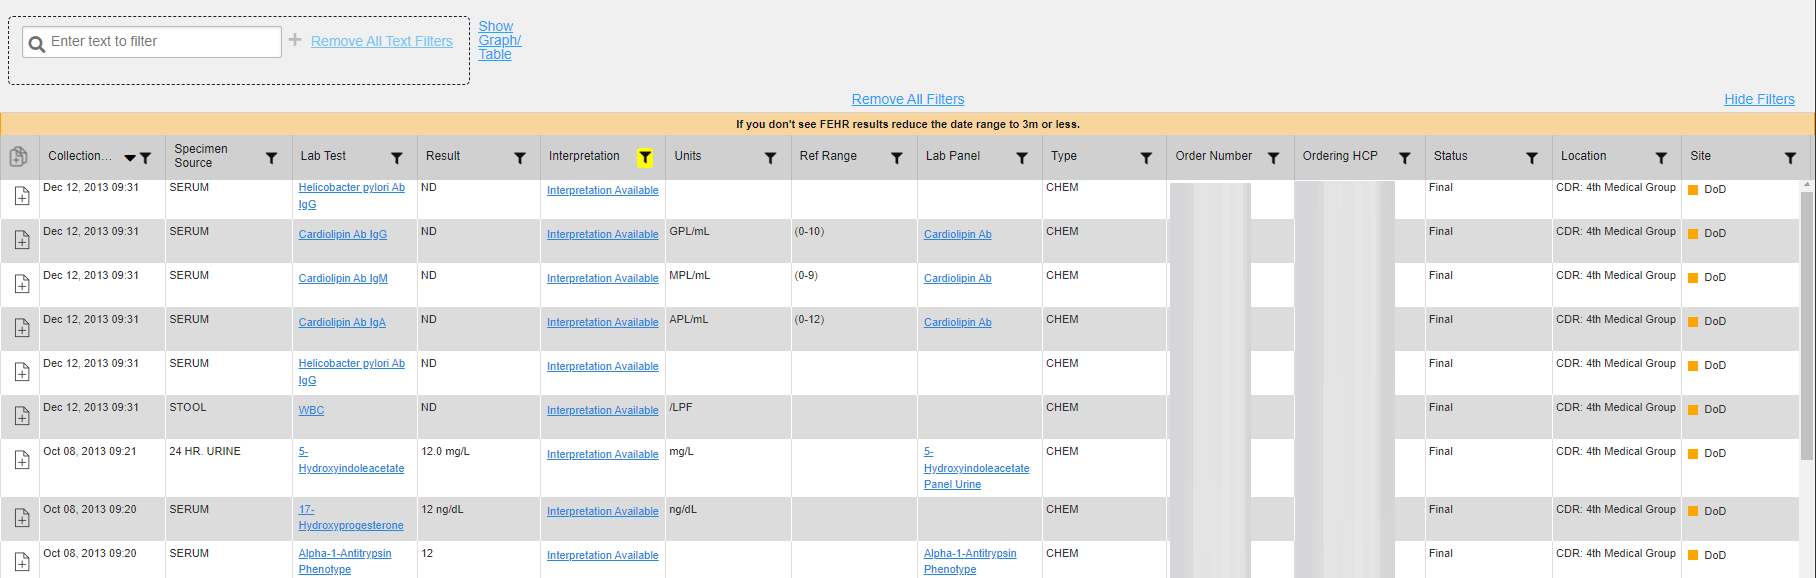 Enter text to filter
Remove All Text Filters
Show
Graph/
Table
Remove All Filters
Hide Filters
If you don't see FEHR results reduce the date range to 3m or less.
Collection... Specimen Source Lab Test Result Interpretation Units Ref Range Lab Panel Type Order Number Ordering HCP Status Location Site
Dec 12, 2013 09:31 SERUM Helicobacter pylori Ab IgG ND Interpretation Available CHEM Final CDR: 4th Medical Group DoD
Dec 12, 2013 09:31 SERUM Cardiolipin Ab IgG ND Interpretation Available GPL/mL (0-10) Cardiolipin Ab CHEM Final CDR: 4th Medical Group DoD
Dec 12, 2013 09:31 SERUM Cardiolipin Ab IgM ND Interpretation Available MPL/mL (0-9) Cardiolipin Ab CHEM Final CDR: 4th Medical Group DoD
Dec 12, 2013 09:31 SERUM Cardiolipin Ab IgA ND Interpretation Available APL/mL (0-12) Cardiolipin Ab CHEM Final CDR: 4th Medical Group DoD
Dec 12, 2013 09:31 SERUM Helicobacter pylori Ab IgG ND Interpretation Available CHEM Final CDR: 4th Medical Group DoD
Dec 12, 2013 09:31 STOOL WBC ND Interpretation Available /LPF CHEM Final CDR: 4th Medical Group DoD
Oct 08, 2013 09:21 24 HR. URINE 5-Hydroxyindoleacetate 12.0 mg/L Interpretation Available mg/L 5-Hydroxyindoleacetate Panel Urine CHEM Final CDR: 4th Medical Group DoD
Oct 08, 2013 09:20 SERUM 17-Hydroxyprogesterone 12 ng/dL Interpretation Available ng/dL CHEM Final CDR: 4th Medical Group DoD
Oct 08, 2013 09:20 SERUM Alpha-1-Antitrypsin Phenotype 12 Interpretation Available Alpha-1-Antitrypsin Phenotype CHEM Final CDR: 4th Medical Group DoD